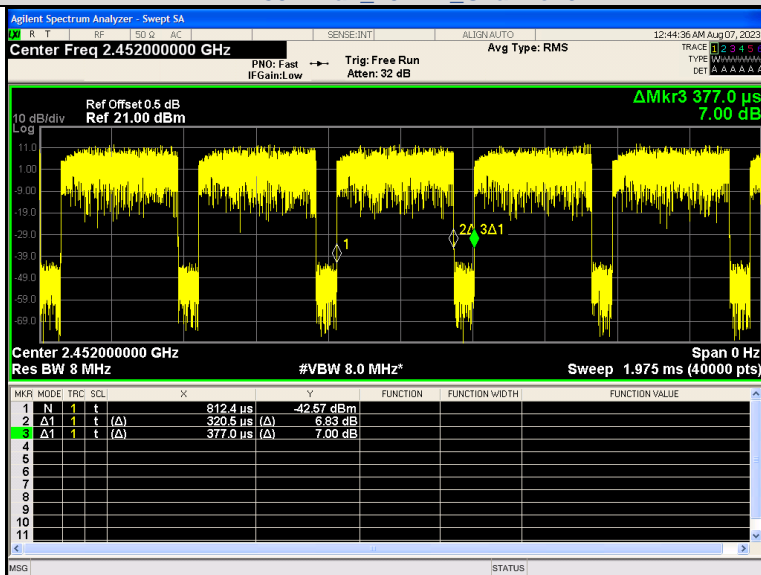 Agilent Spectrum Analyzer - Swept SA
LXI R T RF 50 Ω AC SENSE:INT ALIGN AUTO 12:44:36 AM Aug 07, 2023
Center Freq 2.452000000 GHz Avg Type: RMS TRACE 1 2 3 4 5 6
PNO: Fast Trig: Free Run TYPE W
IFGain:Low Atten: 32 dB DET A A A A A
ΔMkr3 377.0 µs
Ref Offset 0.5 dB
10 dB/div Ref 21.00 dBm 7.00 dB
Log
11.0
1.00
-9.00
-19.0
-29.0
-39.0
-49.0
-59.0
-69.0
1
2Δ 3Δ1
Center 2.452000000 GHz Span 0 Hz
Res BW 8 MHz #VBW 8.0 MHz* Sweep 1.975 ms (40000 pts)
MKR MODE TRC SCL X Y FUNCTION FUNCTION WIDTH FUNCTION VALUE
1 N 1 t 812.4 µs -42.57 dBm
2 Δ1 1 t (Δ) 320.5 µs (Δ) 6.83 dB
3 Δ1 1 t (Δ) 377.0 µs (Δ) 7.00 dB
4
5
6
7
8
9
10
11
MSG STATUS